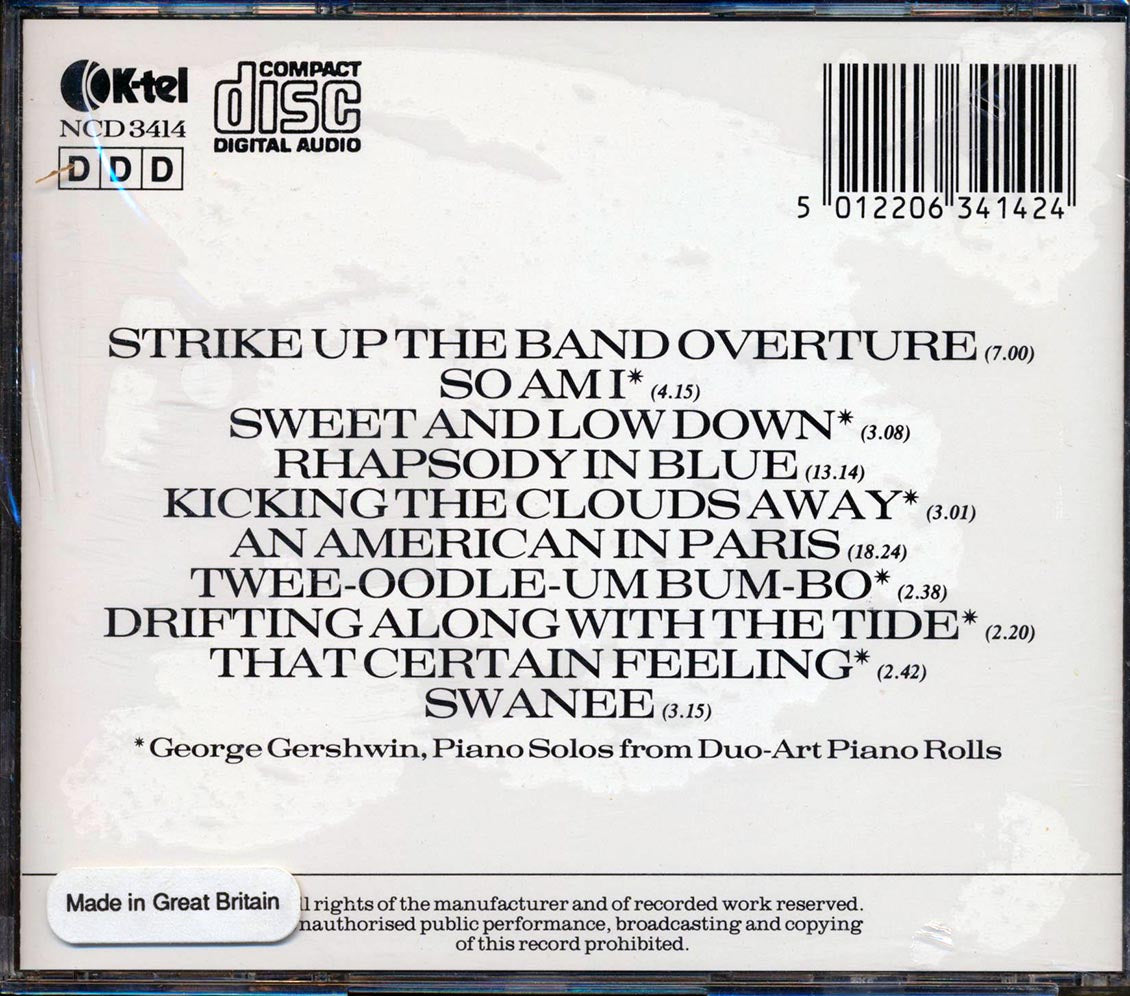 K-tel
NCD 3414
DDD
COMPACT
disc
DIGITAL AUDIO
5 012206 341424
STRIKE UP THE BAND OVERTURE (7.00)
SO AM I* (4.15)
SWEET AND LOW DOWN* (3.08)
RHAPSODY IN BLUE (13.14)
KICKING THE CLOUDS AWAY* (3.01)
AN AMERICAN IN PARIS (18.24)
TWEE-OODLE-UM BUM-BO* (2.38)
DRIFTING ALONG WITH THE TIDE* (2.20)
THAT CERTAIN FEELING* (2.42)
SWANEE (3.15)
*George Gershwin, Piano Solos from Duo-Art Piano Rolls
Made in Great Britain
rights of the manufacturer and of recorded work reserved.
public performance, broadcasting and copying
of this record prohibited.